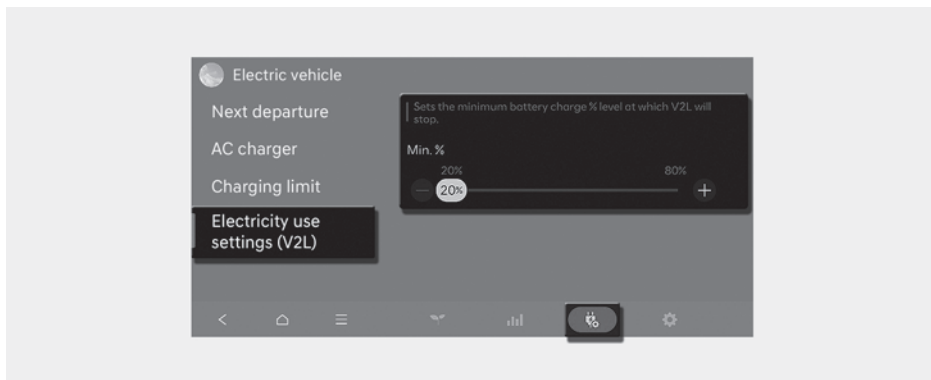 Electric vehicle
Next departure
AC charger
Charging limit
Electricity use
settings (V2L)
Sets the minimum battery charge % level at which V2L will
stop.
Min. %
20% 80%
20%